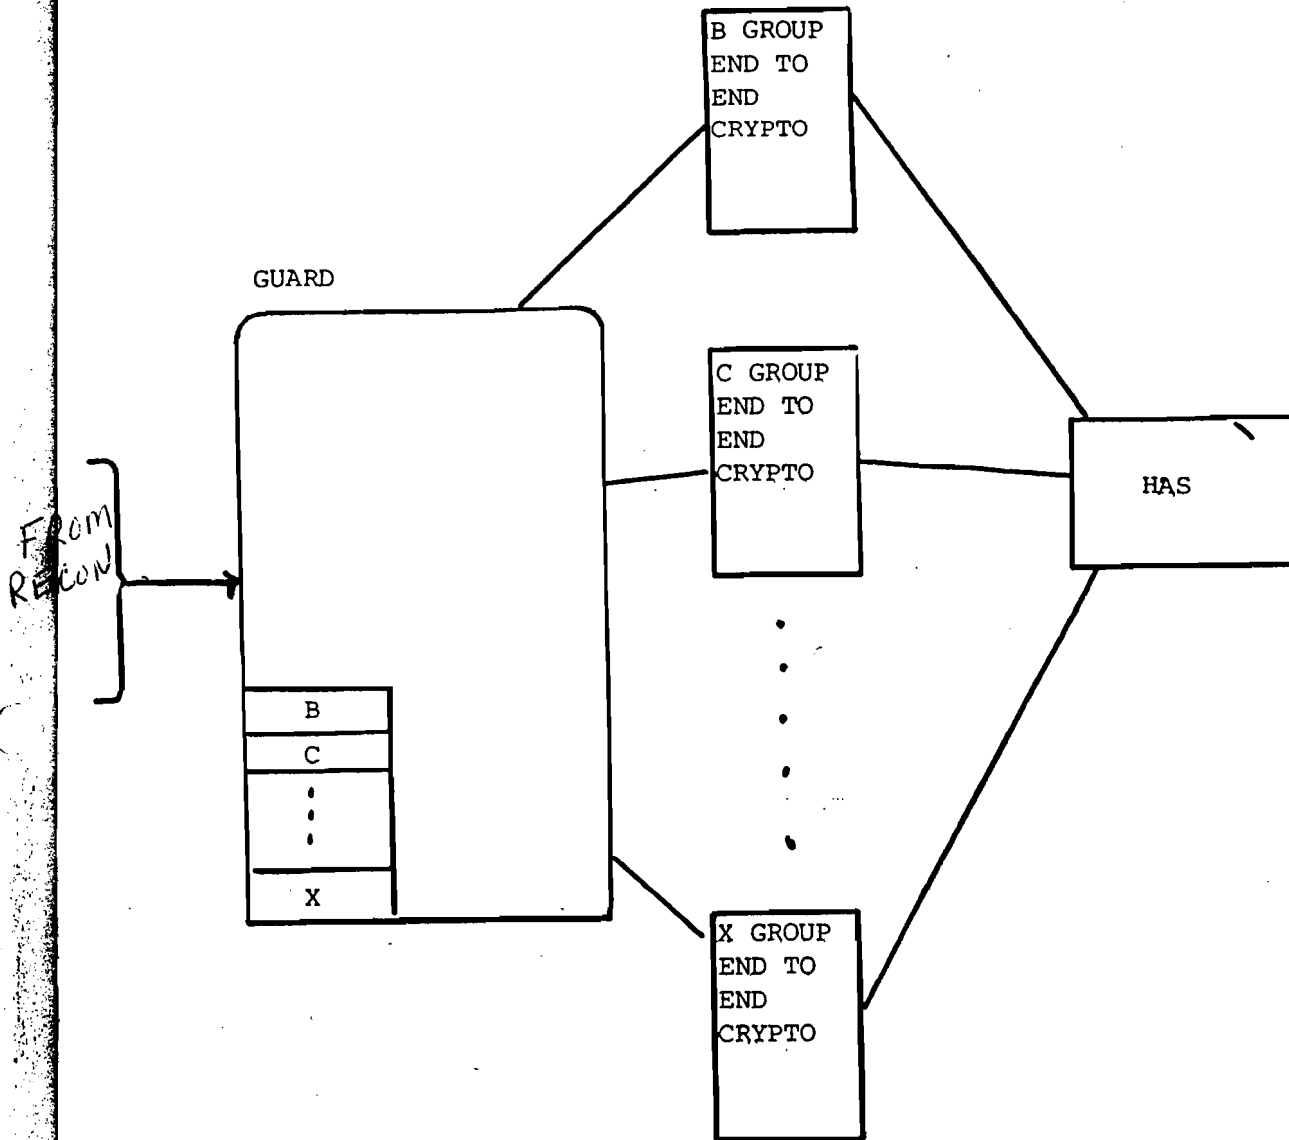 B GROUP
END TO
END
CRYPTO
GUARD
C GROUP
END TO
END
CRYPTO
HAS
FROM
RECON
B
C
X
X GROUP
END TO
END
CRYPTO